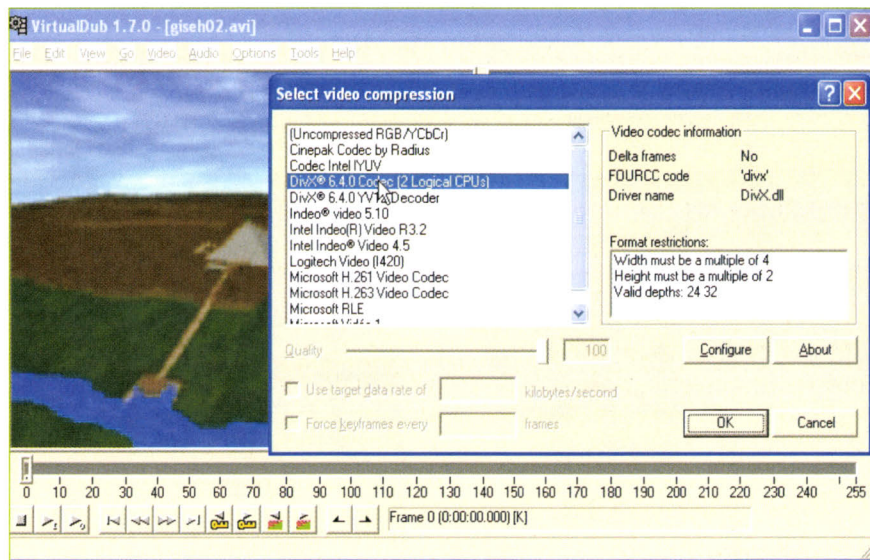 VirtualDub 1.7.0 - [giseh02.avi]
File Edit View Go Video Audio Options Tools Help
Select video compression
(Uncompressed RGB/YCbCr)
Cinepak Codec by Radius
Codec Intel IYUV
DivX® 6.4.0 Codec (2 Logical CPUs)
DivX® 6.4.0 Decoder
Indeo® video 5.10
Intel Indeo(R) Video R3.2
Intel Indeo® Video 4.5
Logitech Video (I420)
Microsoft H.261 Video Codec
Microsoft H.263 Video Codec
Microsoft RLE
Microsoft Vidéo 1
Video codec information
Delta frames No
FOURCC code 'divx'
Driver name DivX.dll
Format restrictions:
Width must be a multiple of 4
Height must be a multiple of 2
Valid depths: 24 32
Quality 100
Configure About
Use target data rate of kilobytes/second
Force keyframes every frames
OK Cancel
0 10 20 30 40 50 60 70 80 90 100 110 120 130 140 150 160 170 180 190 200 210 220 230 240 255
Frame 0 (0:00:00.000) [K]